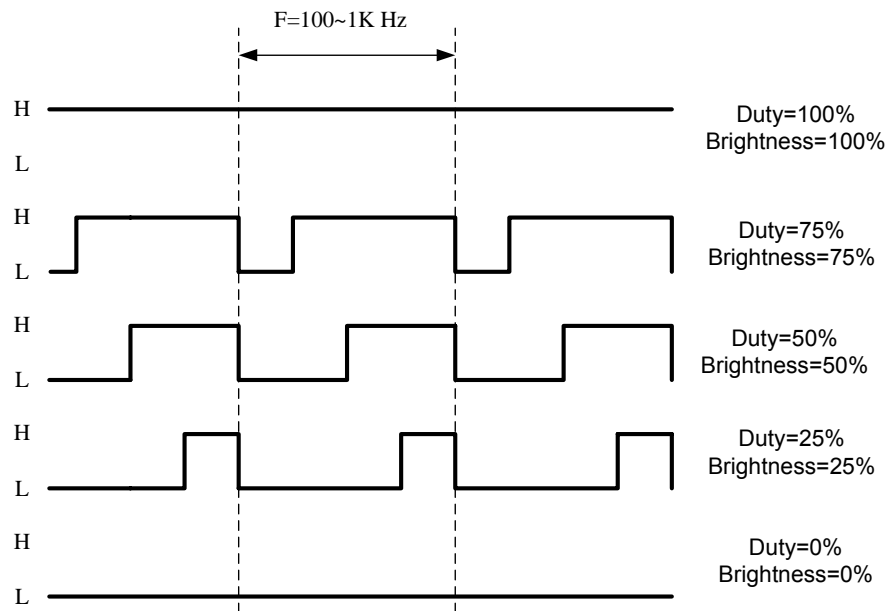 F=100~1K Hz
H
Duty=100%
Brightness=100%
L
H
Duty=75%
Brightness=75%
L
H
Duty=50%
Brightness=50%
L
H
Duty=25%
Brightness=25%
L
H
Duty=0%
Brightness=0%
L